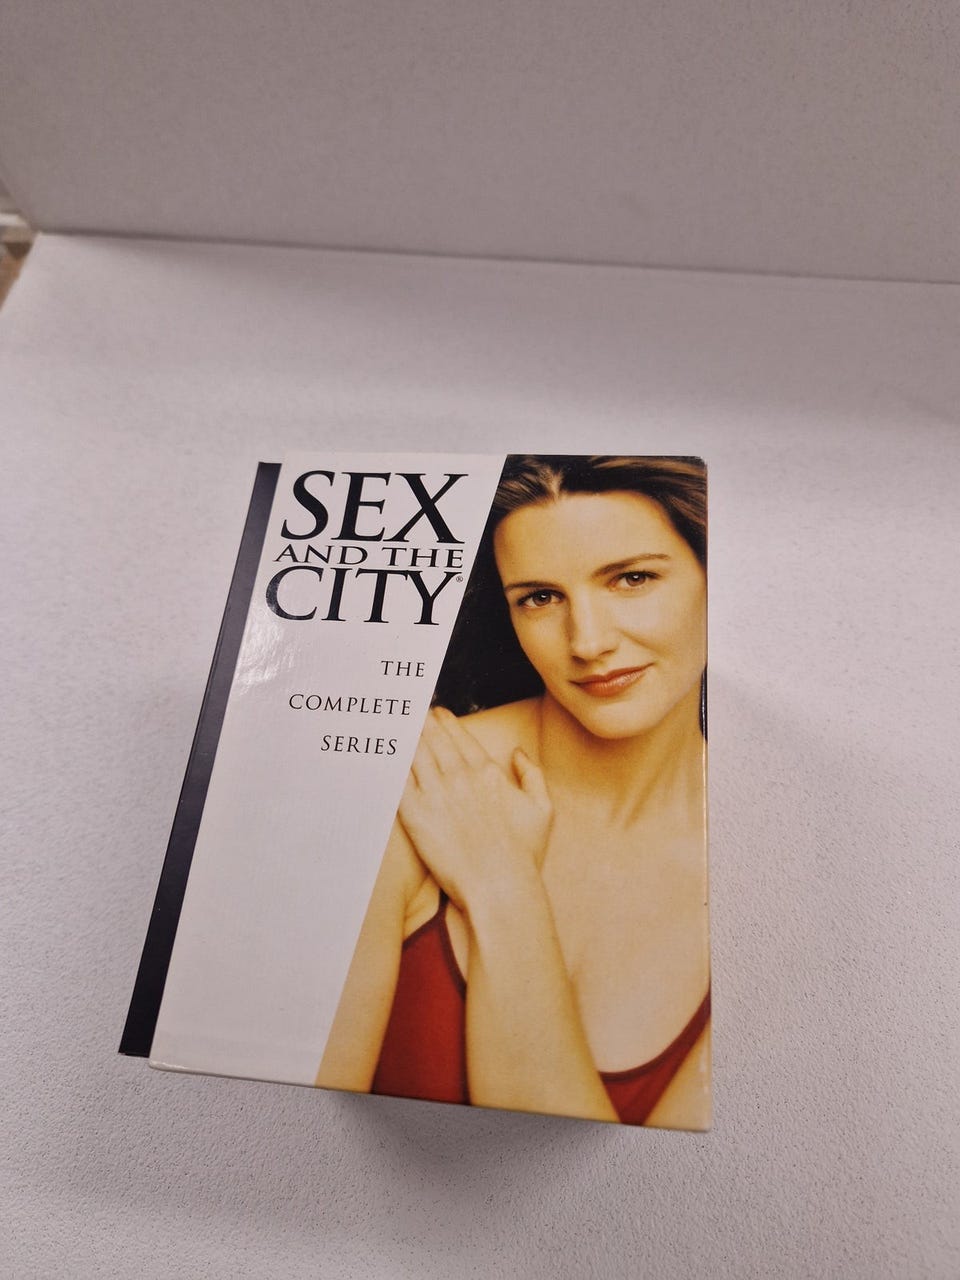 SEX
AND THE
CITY®
THE
COMPLETE
SERIES